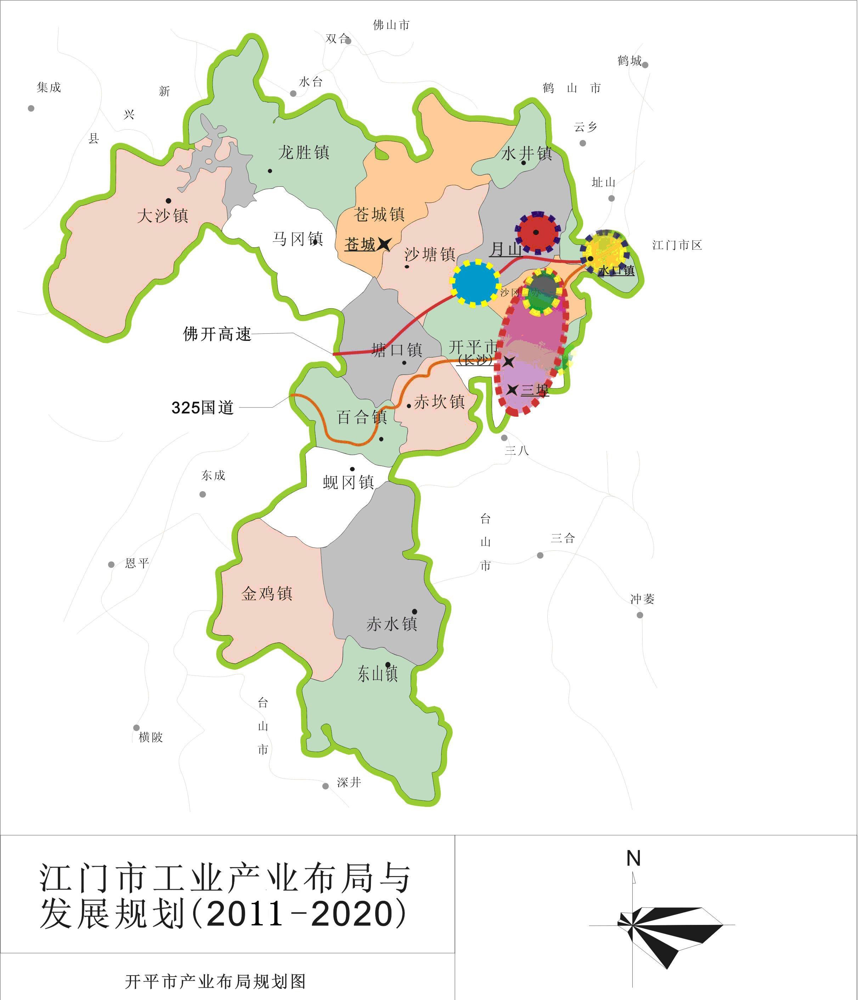 佛山市
双合
鹤城
水台
集成
新
兴
县
鹤山市
云乡
龙胜镇
水井镇
址山
大沙镇
苍城镇
马冈镇
苍城
沙塘镇
月山
江门市区
水口镇
沙冈
佛开高速
塘口镇
开平市
(长沙)
三埠
325国道
赤坎镇
百合镇
三八
东成
蚬冈镇
台
山
市
三合
恩平
金鸡镇
冲蒌
赤水镇
东山镇
台
山
市
横陂
深井
N
江门市工业产业布局与
发展规划(2011-2020)
开平市产业布局规划图